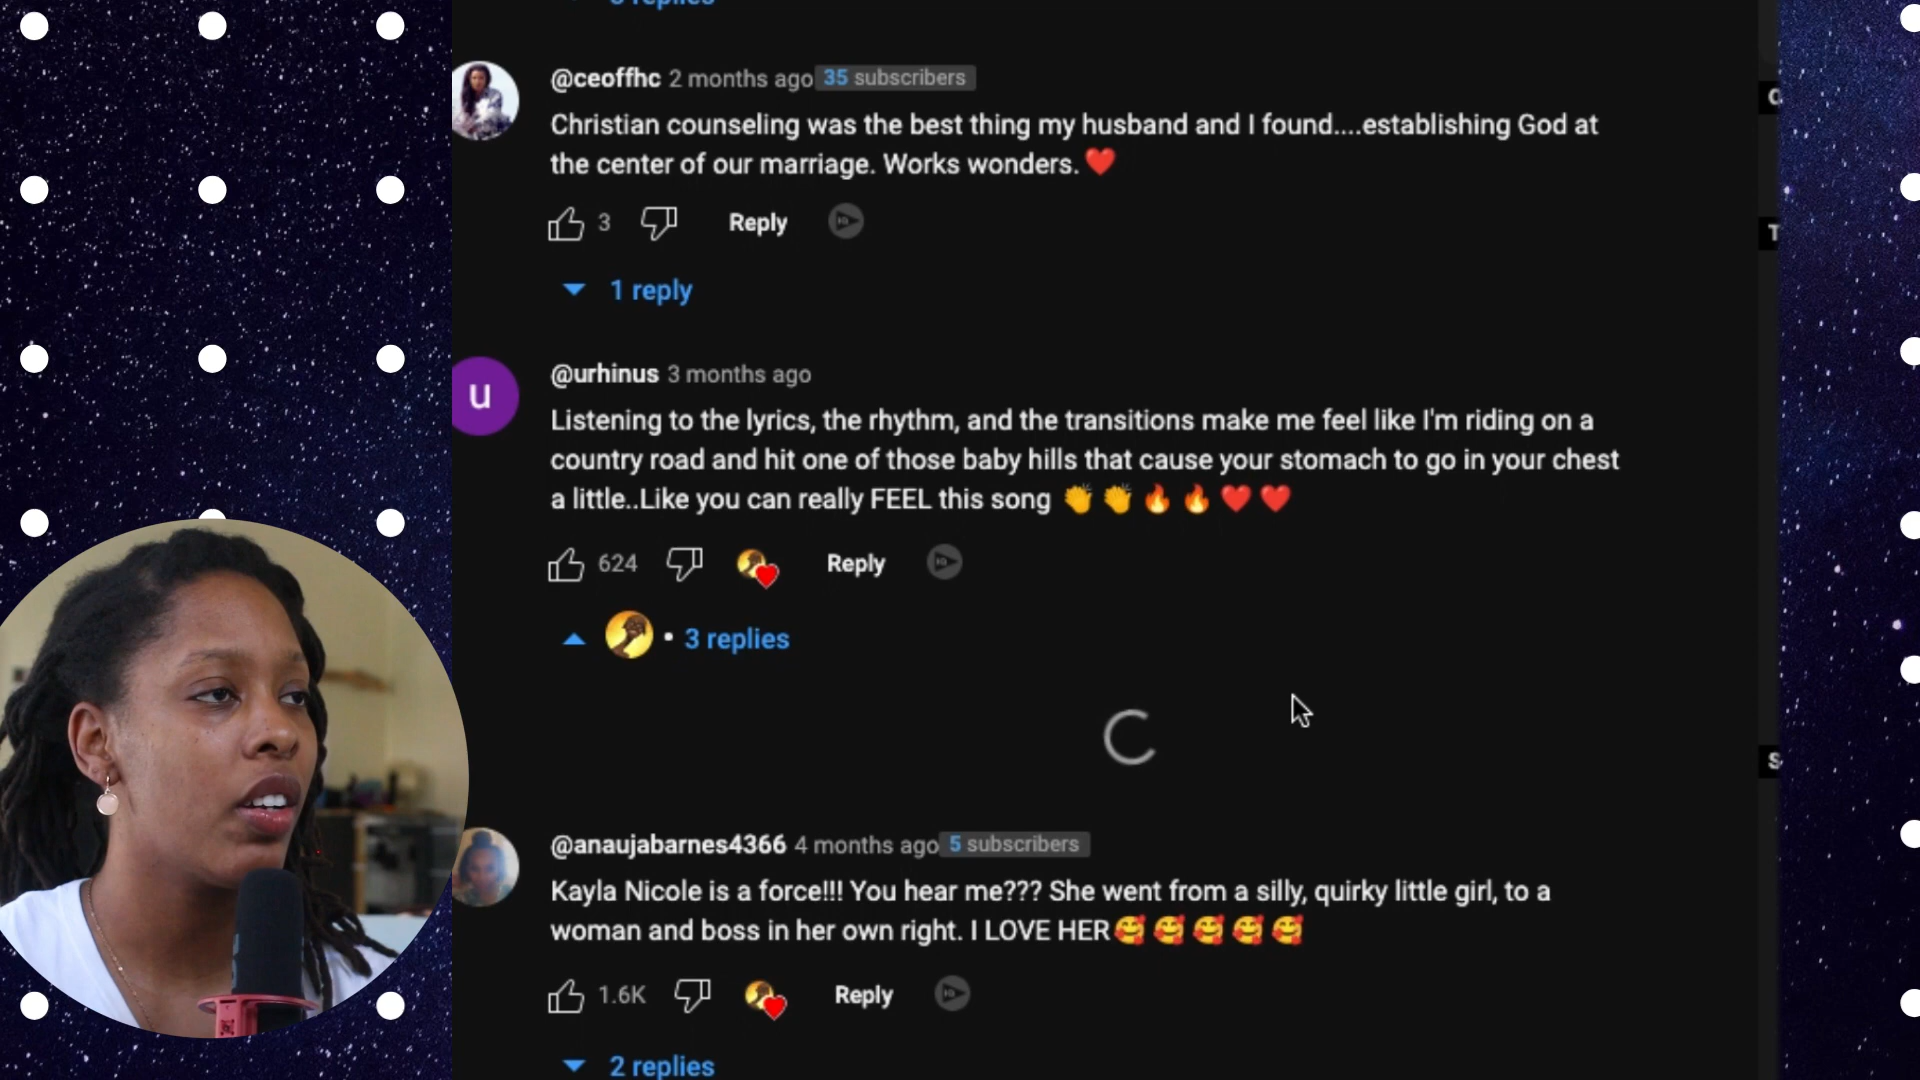 @ceoffhc 2 months ago 35 subscribers
Christian counseling was the best thing my husband and I found....establishing God at
the center of our marriage. Works wonders. ❤️
3 Reply
1 reply
u
@urhinus 3 months ago
Listening to the lyrics, the rhythm, and the transitions make me feel like I'm riding on a
country road and hit one of those baby hills that cause your stomach to go in your chest
a little..Like you can really FEEL this song 👏 👏 🔥 🔥 ❤️ ❤️
624 Reply
• 3 replies
@anaujabarnes4366 4 months ago 5 subscribers
Kayla Nicole is a force!!! You hear me??? She went from a silly, quirky little girl, to a
woman and boss in her own right. I LOVE HER🥰 🥰 🥰 🥰 🥰
1.6K Reply
2 replies